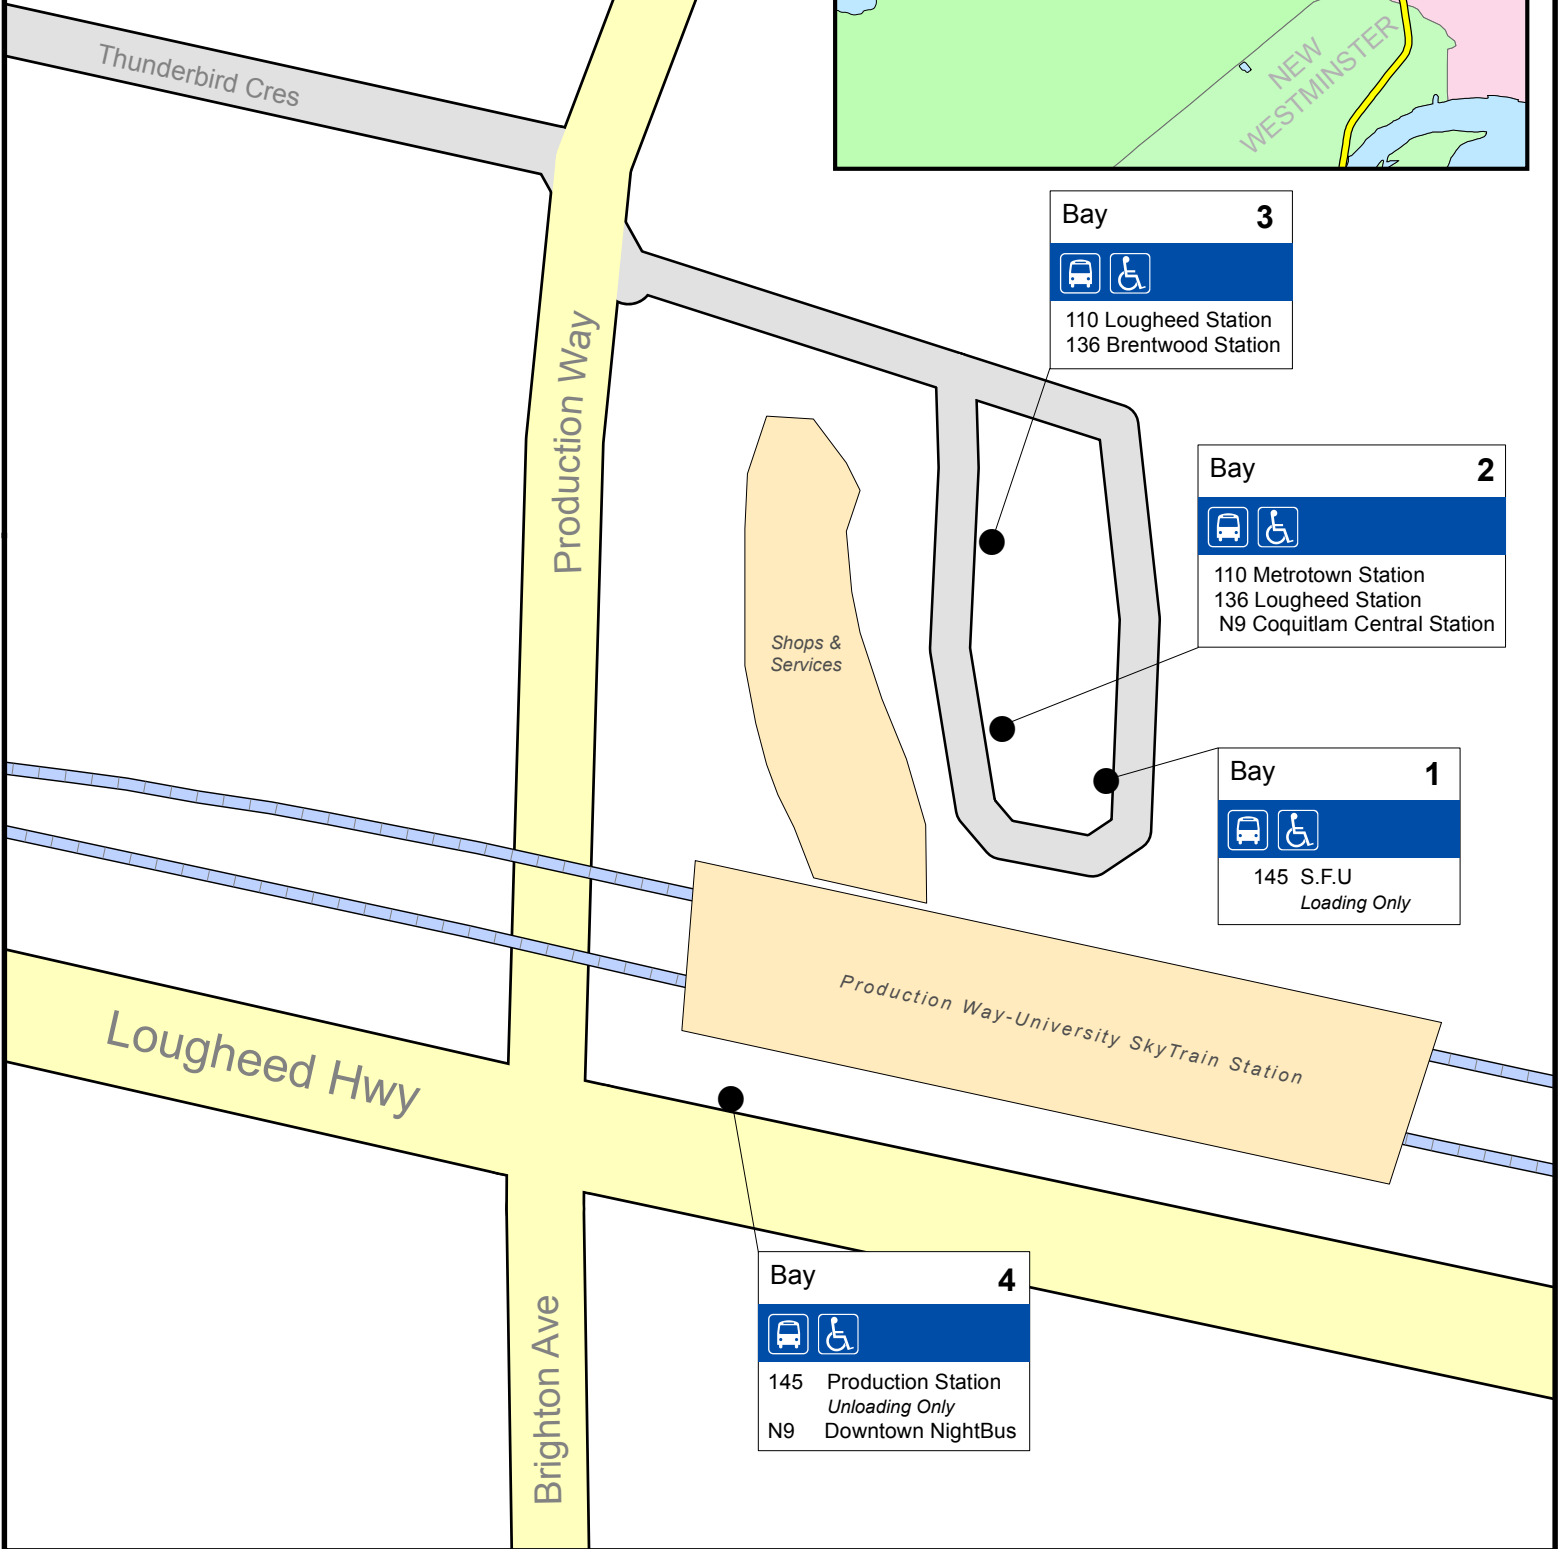 Thunderbird Cres
NEW
WESTMINSTER
Bay 3
110 Lougheed Station
136 Brentwood Station
Production Way
Bay 2
110 Metrotown Station
136 Lougheed Station
N9 Coquitlam Central Station
Shops &
Services
Bay 1
145 S.F.U
Loading Only
Production Way-University SkyTrain Station
Lougheed Hwy
Bay 4
145 Production Station
Unloading Only
N9 Downtown NightBus
Brighton Ave